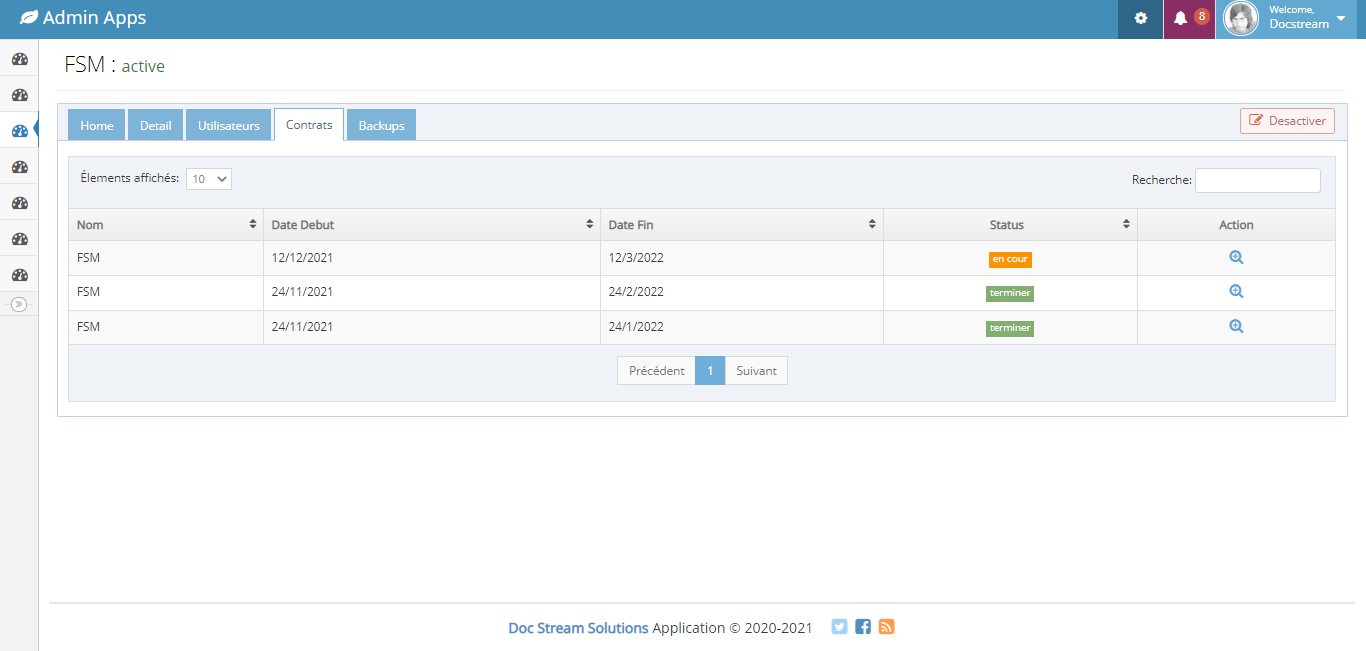 Admin Apps
8
Welcome,
Docstream
FSM : active
Home Detail Utilisateurs Contrats Backups
Desactiver
Élements affichés: 10
Recherche:
Nom Date Debut Date Fin Status Action
FSM 12/12/2021 12/3/2022 en cour
FSM 24/11/2021 24/2/2022 terminer
FSM 24/11/2021 24/1/2022 terminer
Précédent 1 Suivant
Doc Stream Solutions Application © 2020-2021